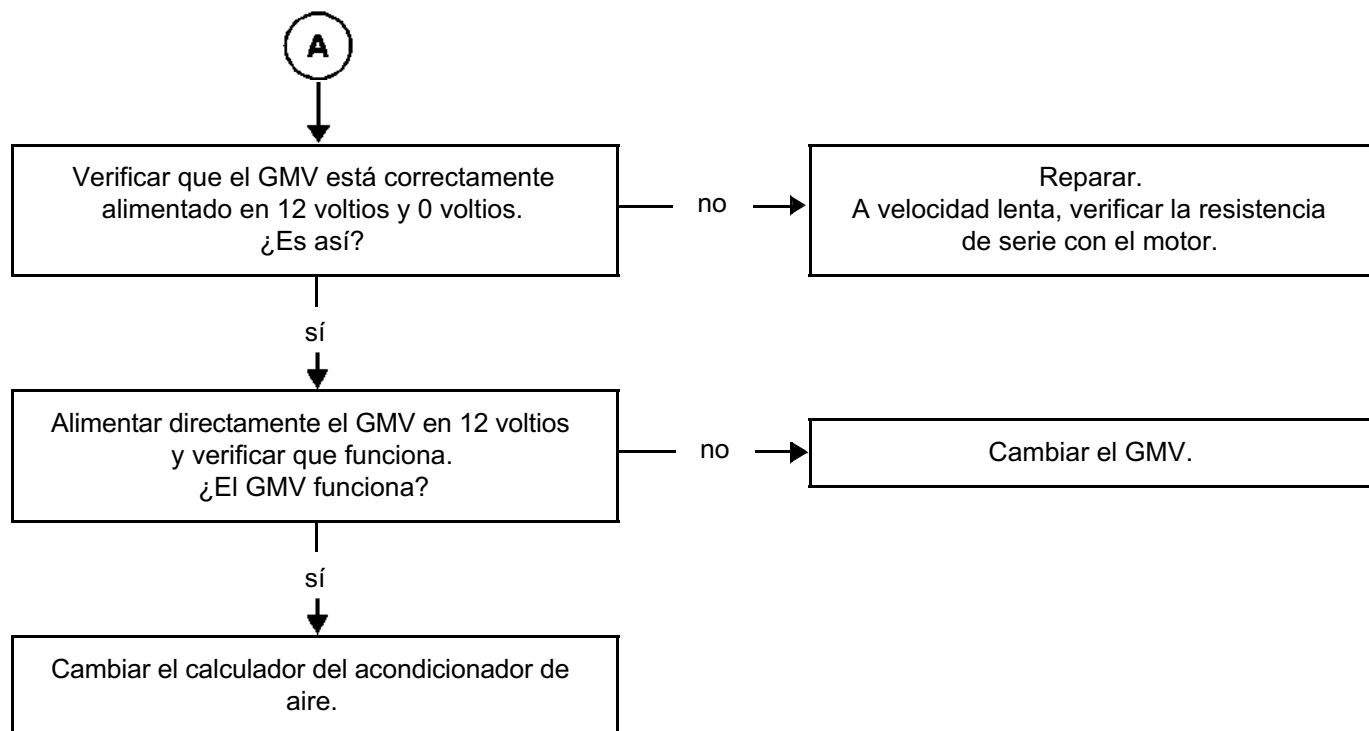 A
Verificar que el GMV está correctamente
alimentado en 12 voltios y 0 voltios.
¿Es así?
no
Reparar.
A velocidad lenta, verificar la resistencia
de serie con el motor.
sí
Alimentar directamente el GMV en 12 voltios
y verificar que funciona.
¿El GMV funciona?
no
Cambiar el GMV.
sí
Cambiar el calculador del acondicionador de
aire.